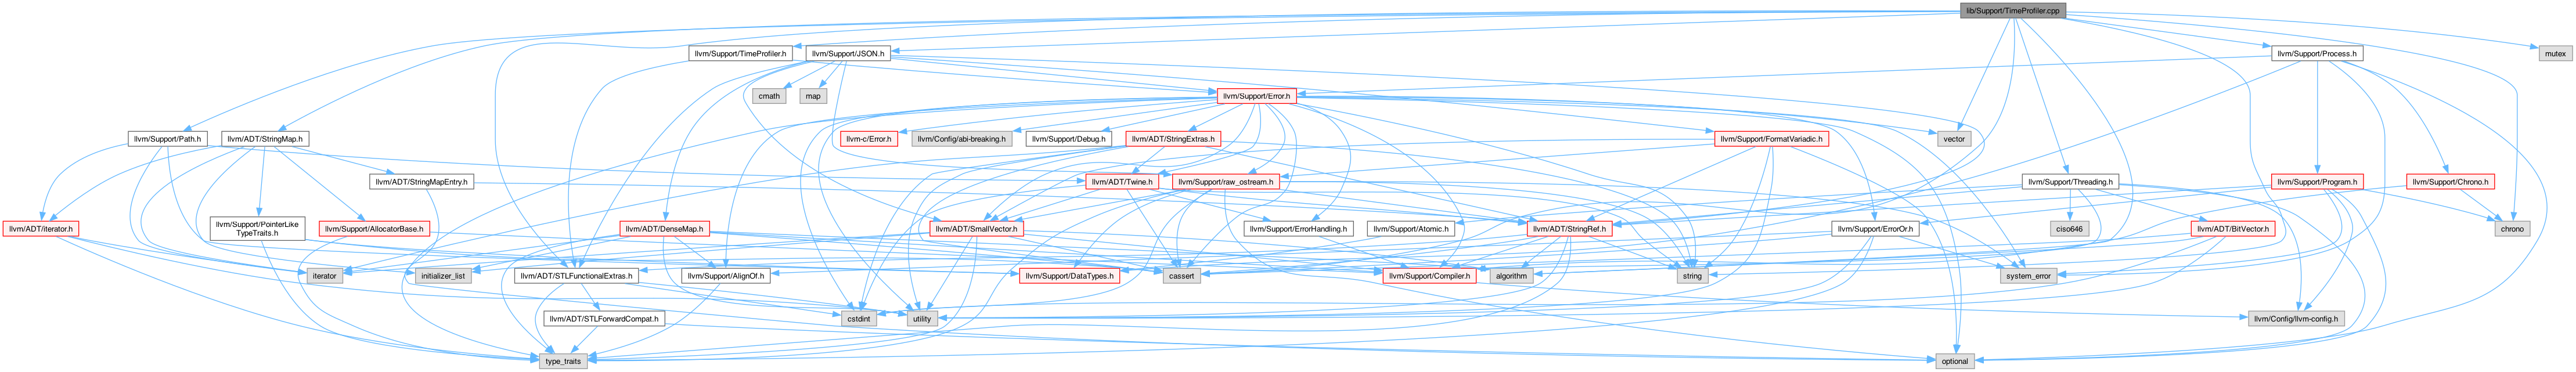 lib/Support/TimeProfiler.cpp
llvm/Support/TimeProfiler.h
llvm/Support/JSON.h
llvm/Support/Process.h
mutex
cmath
map
llvm/Support/Error.h
llvm/Support/Path.h
llvm/ADT/StringMap.h
llvm-c/Error.h
llvm/Config/abi-breaking.h
llvm/Support/Debug.h
llvm/ADT/StringExtras.h
llvm/Support/FormatVariadic.h
vector
llvm/ADT/StringMapEntry.h
llvm/ADT/Twine.h
llvm/Support/raw_ostream.h
llvm/Support/Threading.h
llvm/Support/Program.h
llvm/Support/Chrono.h
llvm/ADT/iterator.h
llvm/Support/PointerLike
TypeTraits.h
llvm/Support/AllocatorBase.h
llvm/ADT/DenseMap.h
llvm/ADT/SmallVector.h
llvm/Support/ErrorHandling.h
llvm/Support/Atomic.h
llvm/ADT/StringRef.h
llvm/Support/ErrorOr.h
ciso646
llvm/ADT/BitVector.h
chrono
iterator
initializer_list
llvm/ADT/STLFunctionalExtras.h
llvm/Support/AlignOf.h
llvm/Support/DataTypes.h
cassert
llvm/Support/Compiler.h
algorithm
string
system_error
llvm/ADT/STLForwardCompat.h
cstdint
utility
llvm/Config/llvm-config.h
type_traits
optional